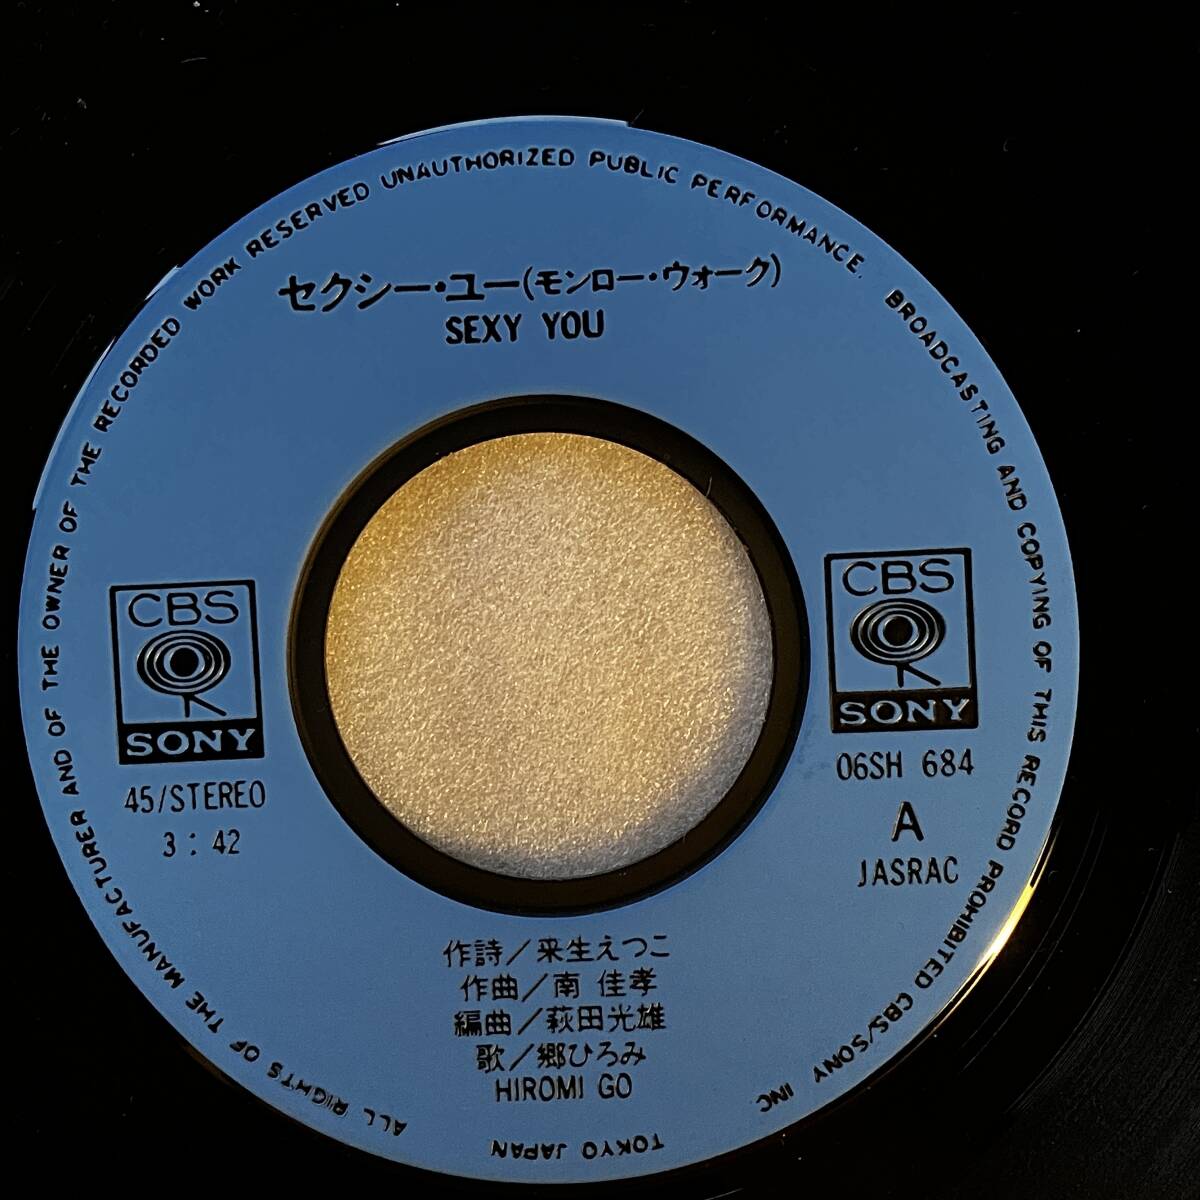 ALL RIGHTS OF THE MANUFACTURER AND OF THE OWNER OF THE RECORDED WORK RESERVED UNAUTHORIZED PUBLIC PERFORMANCE. BROADCASTING AND COPYING OF THIS RECORD PROHIBITED CBS/SONY INC
TOKYO JAPAN
セクシー・ユー(モンロー・ウォーク)
SEXY YOU
CBS
SONY
45/STEREO
3:42
CBS
SONY
06SH 684
A
JASRAC
作詩/来生えつこ
作曲/南 佳孝
編曲/萩田光雄
歌/郷ひろみ
HIROMI GO